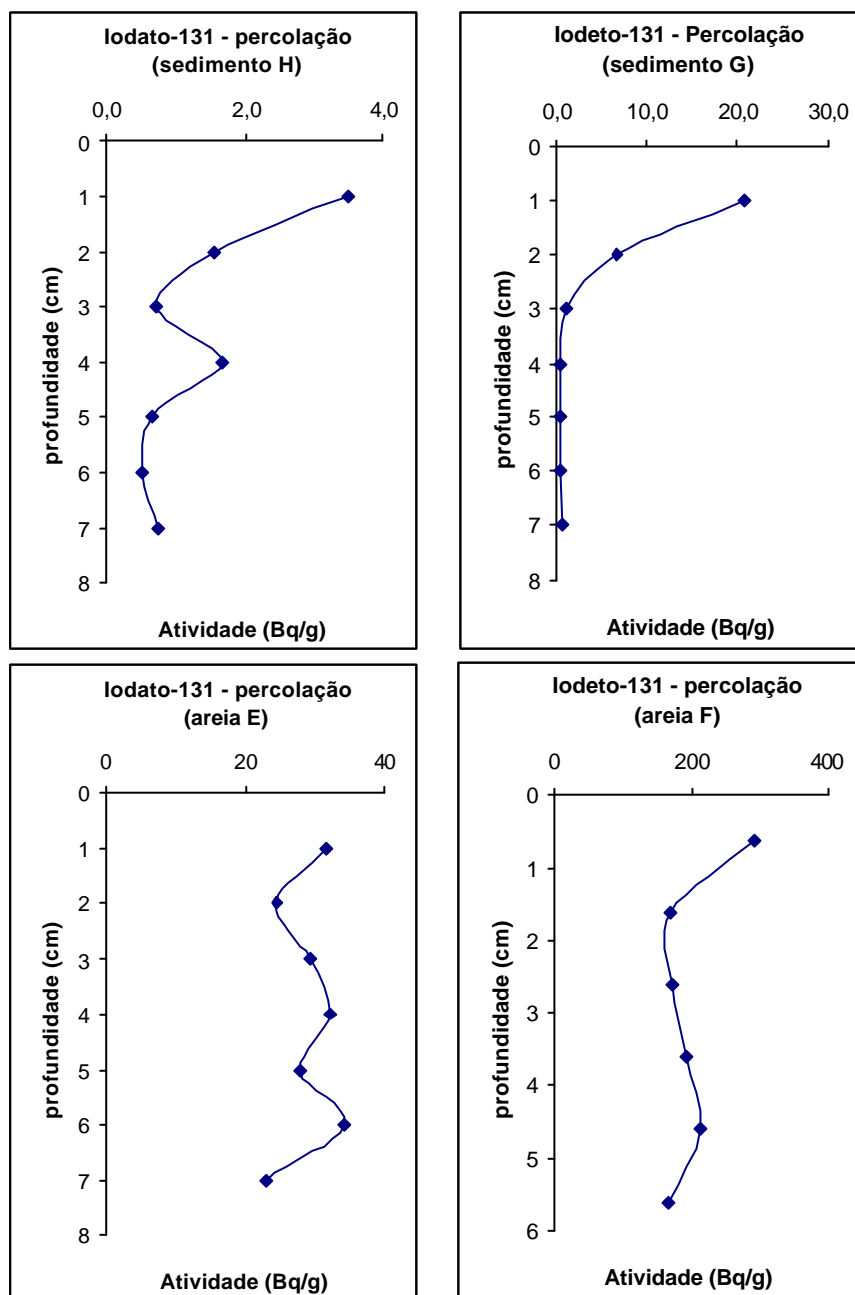 Iodato-131 - percolação
(sedimento H)
0,0 2,0 4,0
0
1
2
3
4
5
6
7
8
profundidade (cm)
Atividade (Bq/g)
Iodeto-131 - Percolação
(sedimento G)
0,0 10,0 20,0 30,0
0
1
2
3
4
5
6
7
8
profundidade (cm)
Atividade (Bq/g)
Iodato-131 - percolação
(areia E)
0 20 40
0
1
2
3
4
5
6
7
8
profundidade (cm)
Atividade (Bq/g)
Iodeto-131 - percolação
(areia F)
0 200 400
0
1
2
3
4
5
6
profundidade (cm)
Atividade (Bq/g)